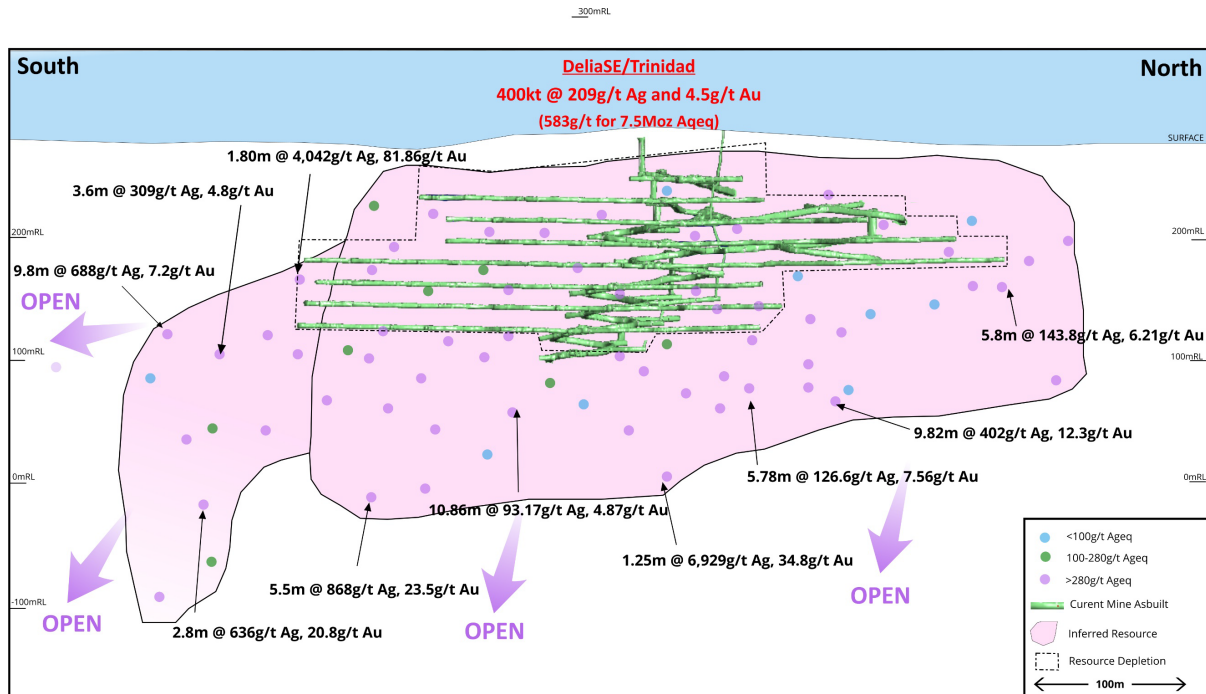 300mRL
South
North
DeliaSE/Trinidad
400kt @ 209g/t Ag and 4.5g/t Au
(583g/t for 7.5Moz Aqeq)
SURFACE
1.80m @ 4,042g/t Ag, 81.86g/t Au
3.6m @ 309g/t Ag, 4.8g/t Au
200mRL
200mRL
9.8m @ 688g/t Ag, 7.2g/t Au
OPEN
5.8m @ 143.8g/t Ag, 6.21g/t Au
100mRL
100mRL
9.82m @ 402g/t Ag, 12.3g/t Au
5.78m @ 126.6g/t Ag, 7.56g/t Au
0mRL
0mRL
10.86m @ 93.17g/t Ag, 4.87g/t Au
1.25m @ 6,929g/t Ag, 34.8g/t Au
5.5m @ 868g/t Ag, 23.5g/t Au
OPEN
-100mRL
OPEN
OPEN
2.8m @ 636g/t Ag, 20.8g/t Au
<100g/t Ageq
100-280g/t Ageq
>280g/t Ageq
Curent Mine Asbuilt
Inferred Resource
Resource Depletion
100m